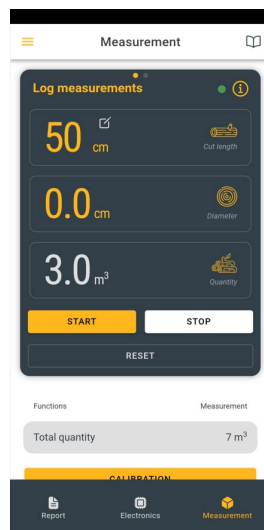 Measurement
Log measurements
50 cm
Cut length
0.0 cm
Diameter
3.0 m³
Quantity
START STOP
RESET
Functions Measurement
Total quantity 7 m³
CALIBRATION
Report Electronics Measurement